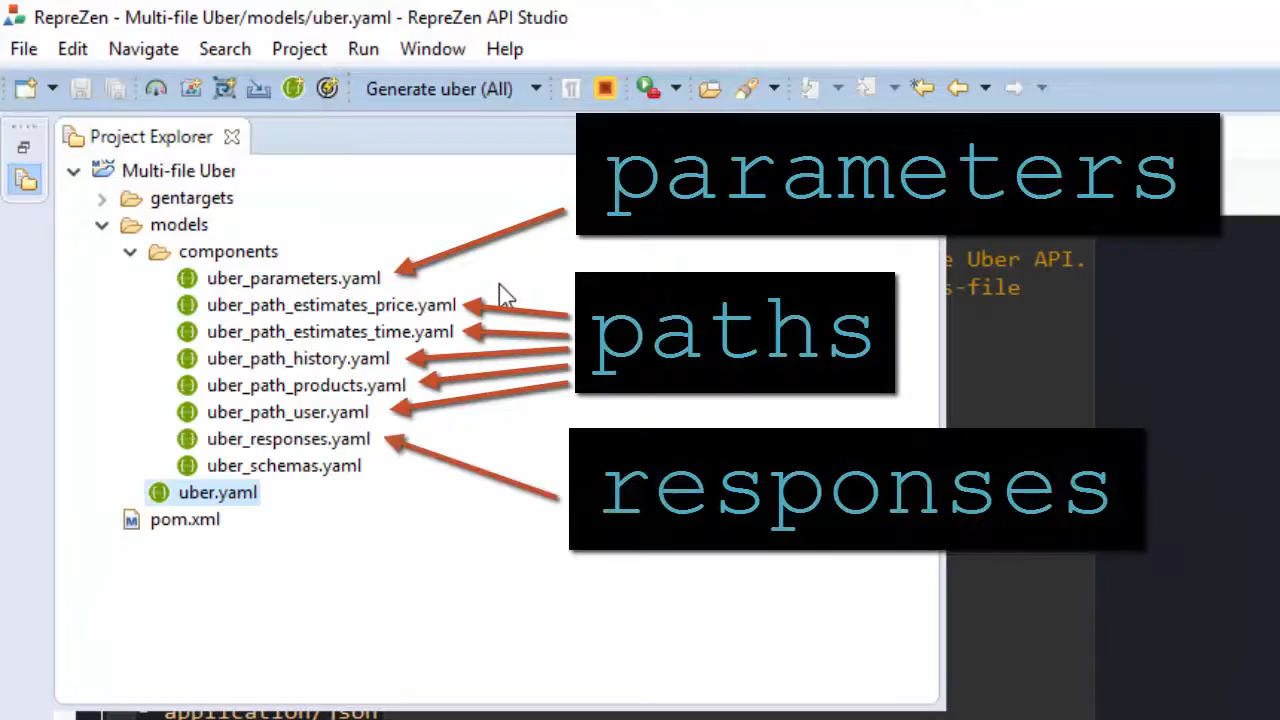 RepreZen - Multi-file Uber/models/uber.yaml - RepreZen API Studio
File Edit Navigate Search Project Run Window Help
Generate uber (All)
Project Explorer
Multi-file Uber
gentargets
models
components
uber_parameters.yaml
uber_path_estimates_price.yaml
uber_path_estimates_time.yaml
uber_path_history.yaml
uber_path_products.yaml
uber_path_user.yaml
uber_responses.yaml
uber_schemas.yaml
uber.yaml
pom.xml
parameters
Uber API.
s-file
paths
responses
- application/json